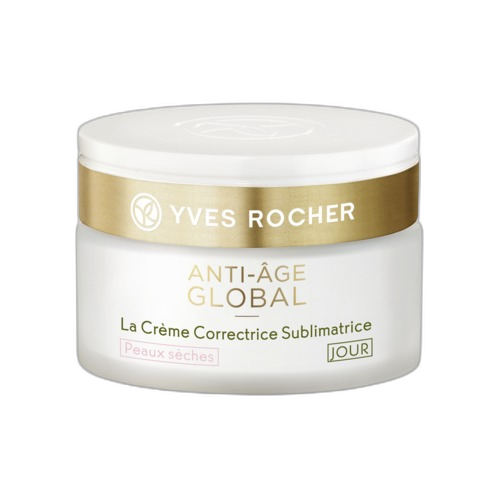 YVES ROCHER
ANTI-ÂGE
GLOBAL
La Crème Correctrice Sublimatrice
Peaux sèches
JOUR